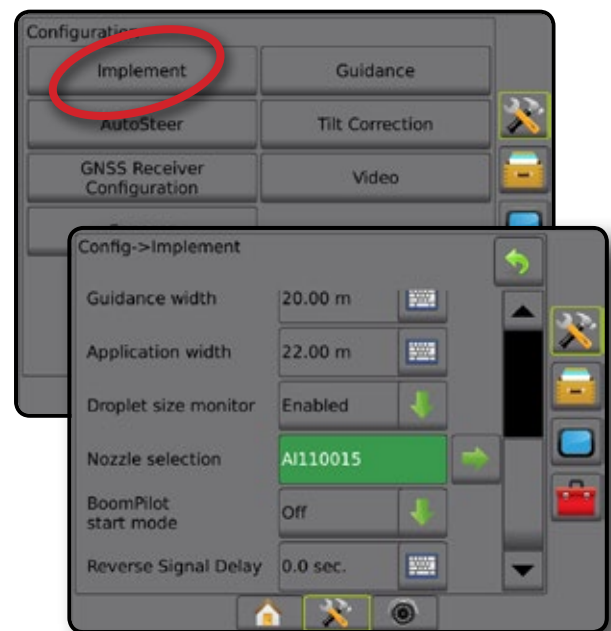 Configuration
Implement
Guidance
AutoSteer
Tilt Correction
GNSS Receiver
Configuration
Video
Config->Implement
Guidance width
20.00 m
Application width
22.00 m
Droplet size monitor
Enabled
Nozzle selection
AI110015
BoomPilot
start mode
Off
Reverse Signal Delay
0.0 sec.